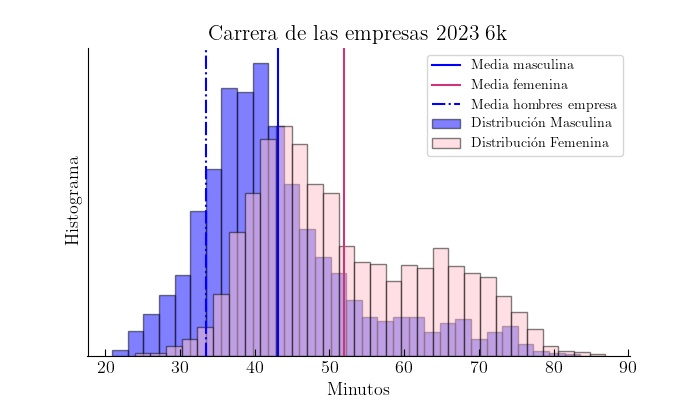 Carrera de las empresas 2023 6k
Media masculina
Media femenina
Media hombres empresa
Distribución Masculina
Distribución Femenina
Histograma
20 30 40 50 60 70 80 90
Minutos